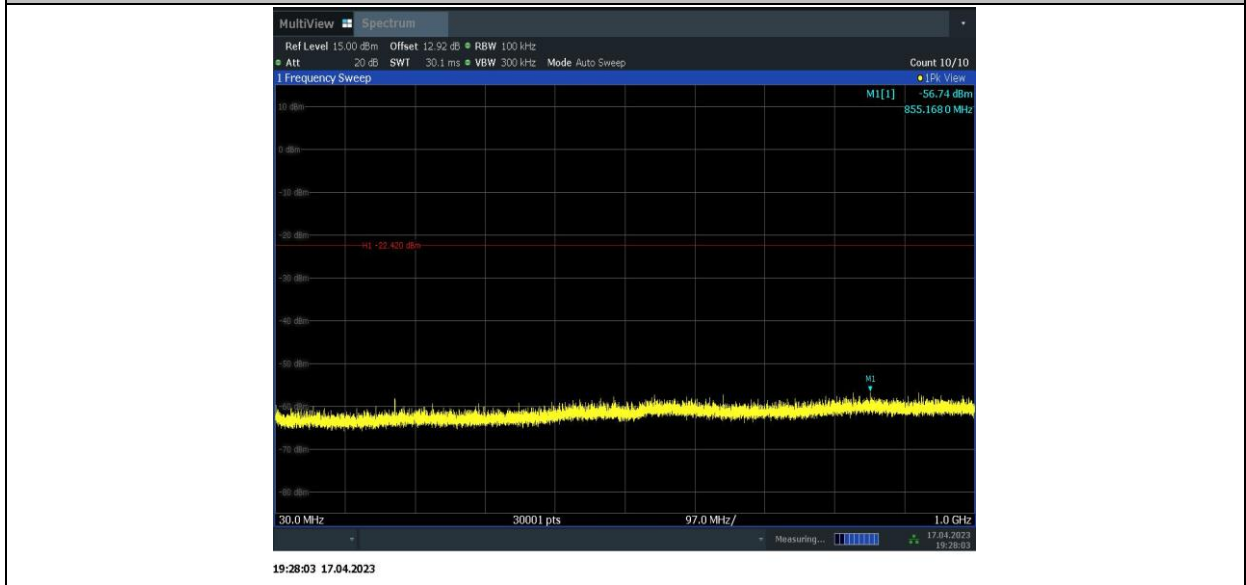 MultiView Spectrum
Ref Level 15.00 dBm Offset 12.92 dB RBW 100 kHz
Att 20 dB SWT 30.1 ms VBW 300 kHz Mode Auto Sweep Count 10/10
1 Frequency Sweep 1Pk View
M1[1] -56.74 dBm
855.168 0 MHz
10 dBm
0 dBm
-10 dBm
-20 dBm
H1 -22.420 dBm
-30 dBm
-40 dBm
-50 dBm
M1
-60 dBm
-70 dBm
-80 dBm
30.0 MHz 30001 pts 97.0 MHz/ 1.0 GHz
Measuring... 17.04.2023
19:28:03
19:28:03 17.04.2023